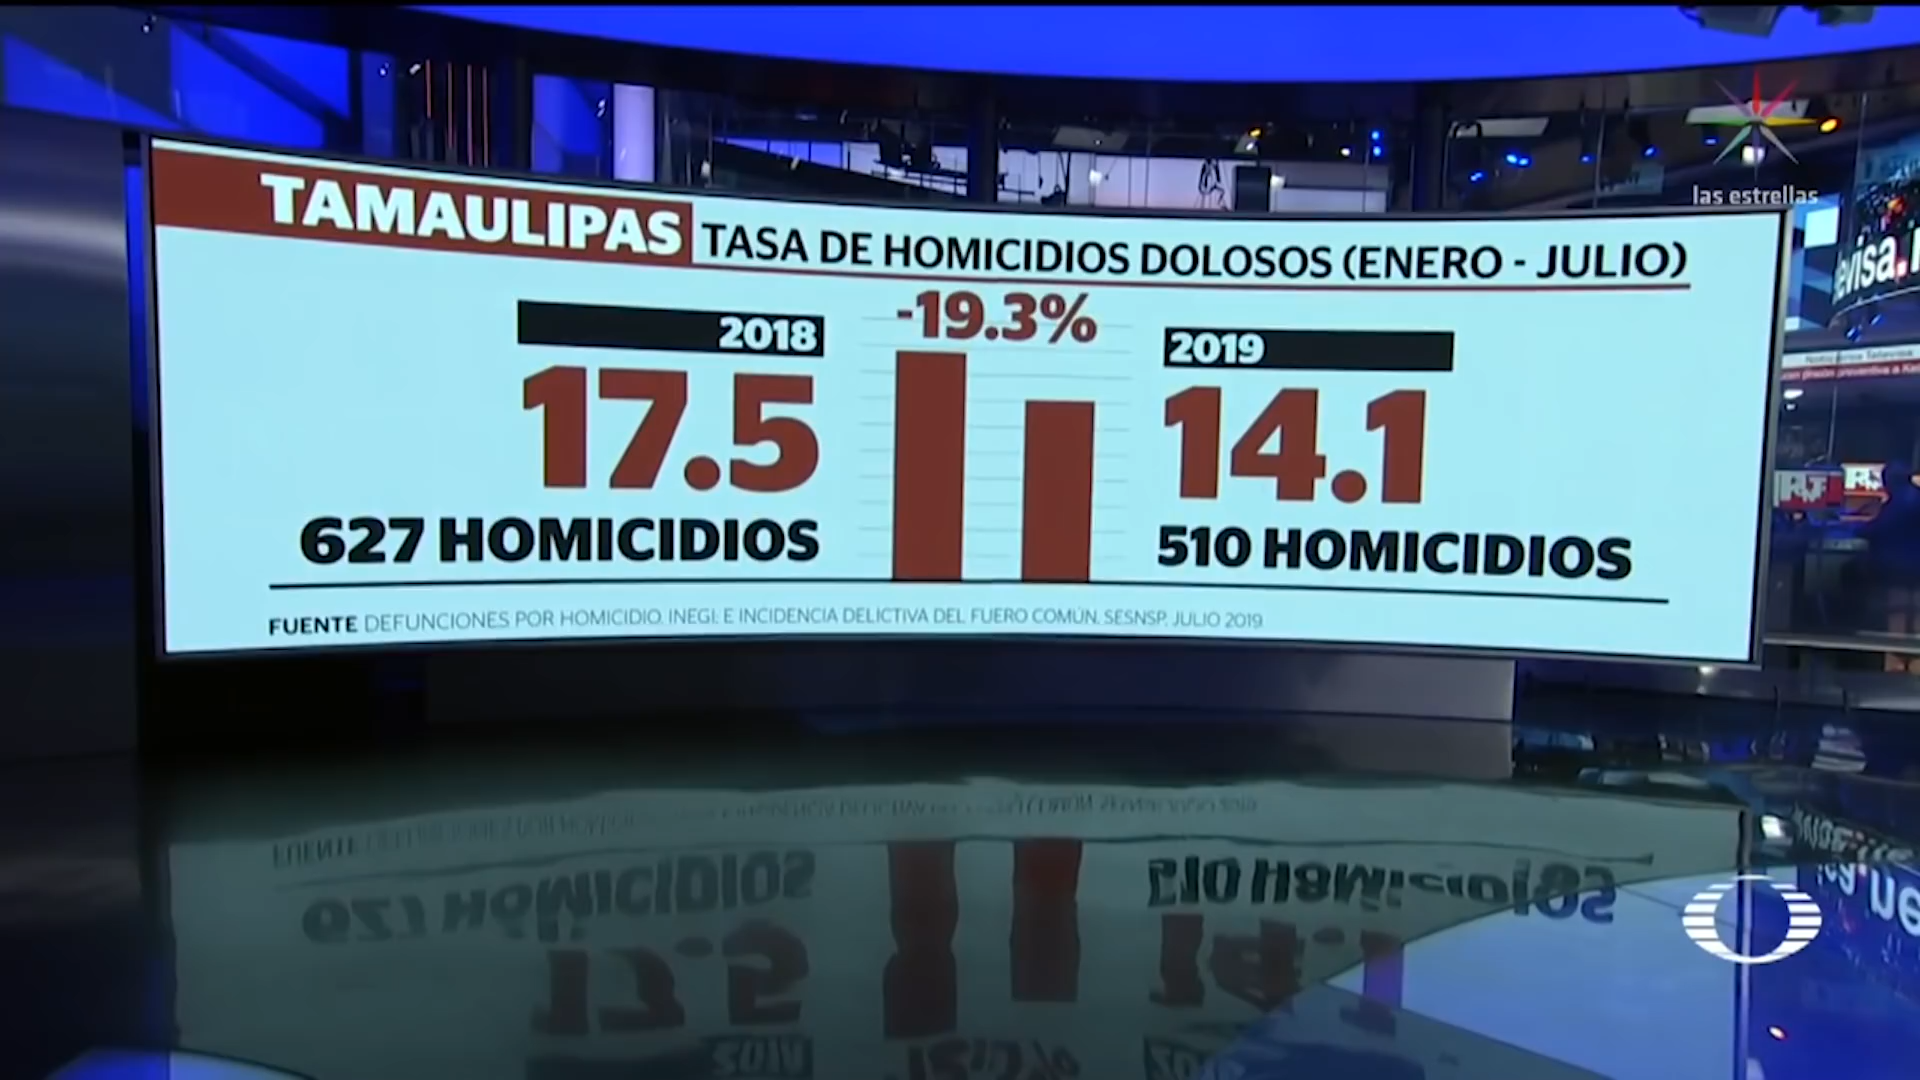 las estrellas
TAMAULIPAS TASA DE HOMICIDIOS DOLOSOS (ENERO - JULIO)
-19.3%
2018
17.5
627 HOMICIDIOS
2019
14.1
510 HOMICIDIOS
FUENTE DEFUNCIONES POR HOMICIDIO. INEGI. E INCIDENCIA DELICTIVA DEL FUERO COMÚN. SESNSP, JULIO 2019